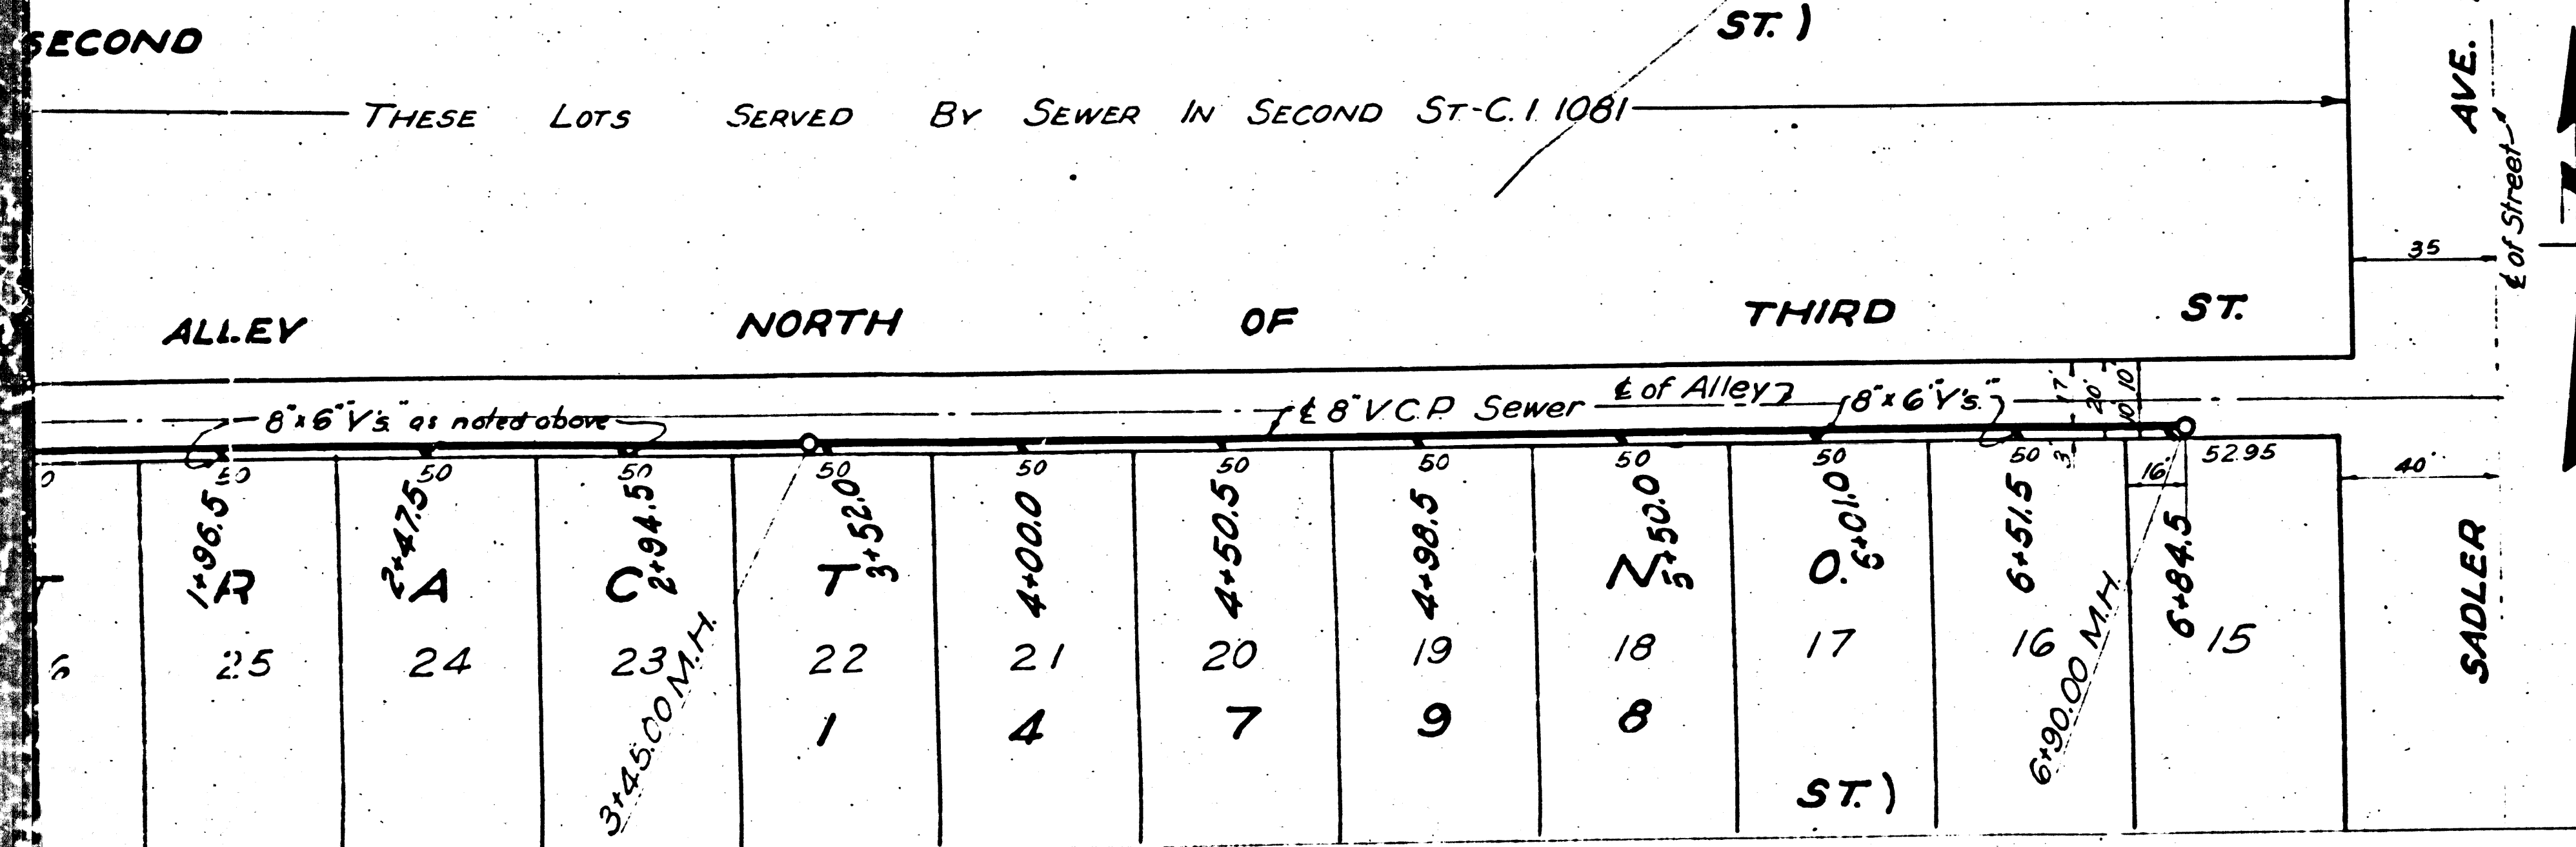 SECOND
ST. )
THESE LOTS SERVED BY SEWER IN SECOND ST-C.I. 1081
AVE.
℄ of Street
35
ALLEY NORTH OF THIRD ST.
8"x6" "Y's" as noted above
℄ 8" V.C.P. Sewer
℄ of Alley
8"x6" "Y's."
17'
20'
10'
10'
3'
0 50 50 50 50 50 50 50 50 50 50 52.95
16'
40'
1+96.5 2+47.5 2+94.5 3+52.0 4+00.0 4+50.5 4+98.5 5+50.0 6+01.0 6+51.5 6+84.5
T R A C T N O.
6 25 24 23 22 21 20 19 18 17 16 15
3+45.00 M.H.
6+90.00 M.H.
1 4 7 9 8
ST. )
SADLER